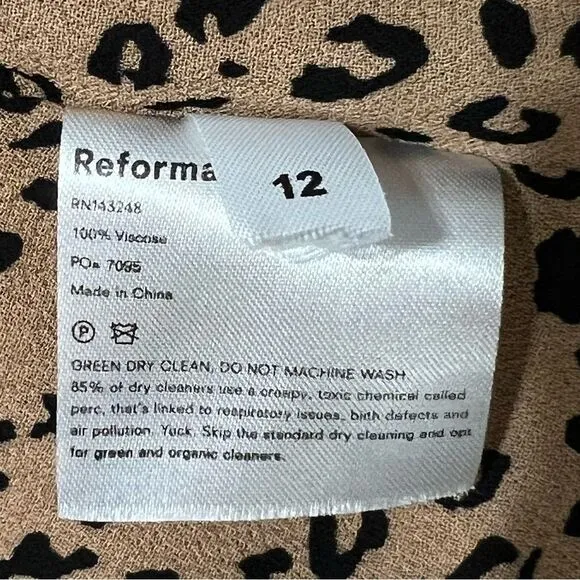 Reforma
12
RN143248
100% Viscose
PO# 7095
Made in China
P
GREEN DRY CLEAN, DO NOT MACHINE WASH
85% of dry cleaners use a creepy, toxic chemical called
perc, that's linked to respiratory issues, birth defects and
air pollution. Yuck. Skip the standard dry cleaning and opt
for green and organic cleaners.